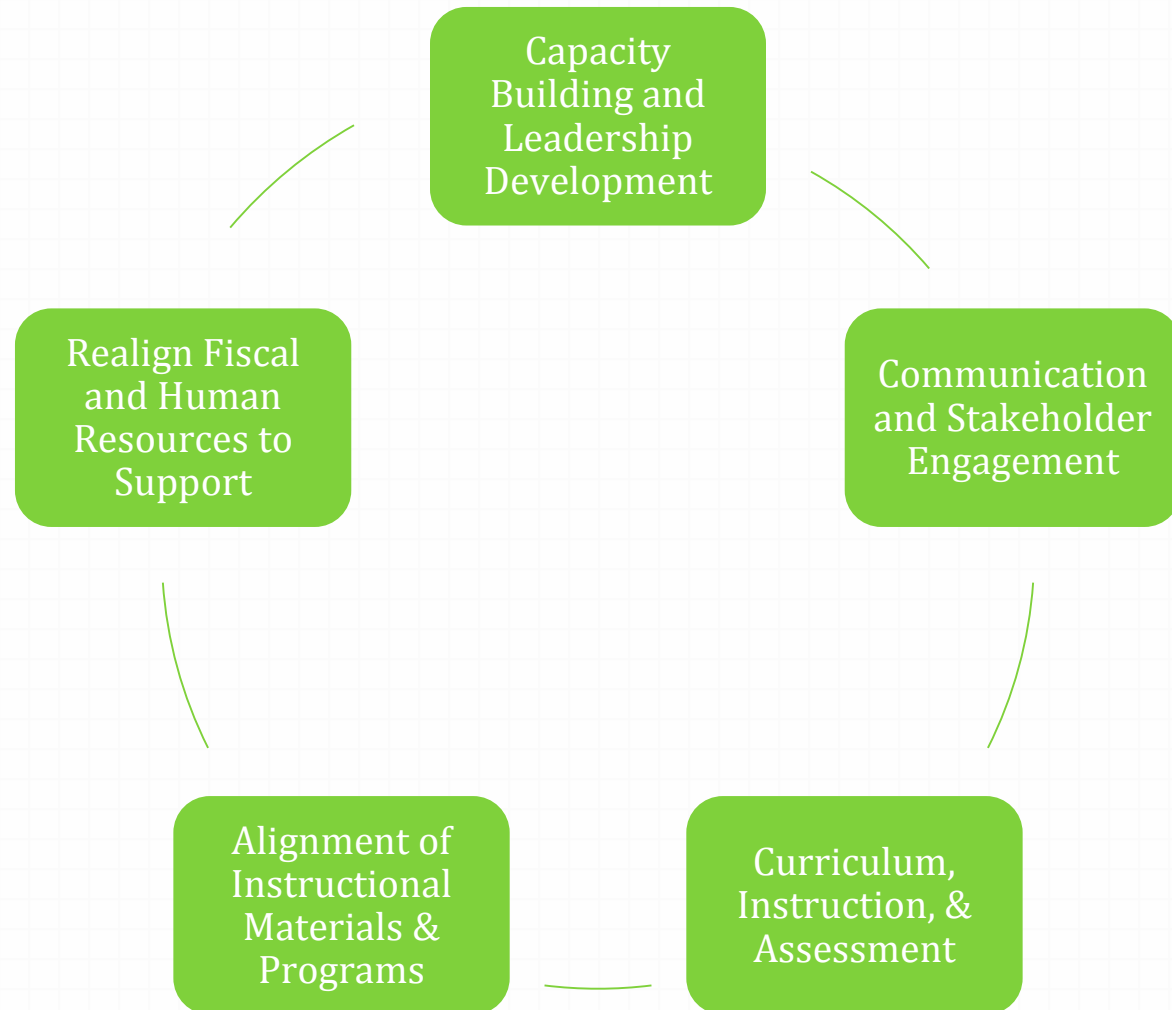 Capacity
Building and
Leadership
Development
Communication
and Stakeholder
Engagement
Curriculum,
Instruction, &
Assessment
Alignment of
Instructional
Materials &
Programs
Realign Fiscal
and Human
Resources to
Support